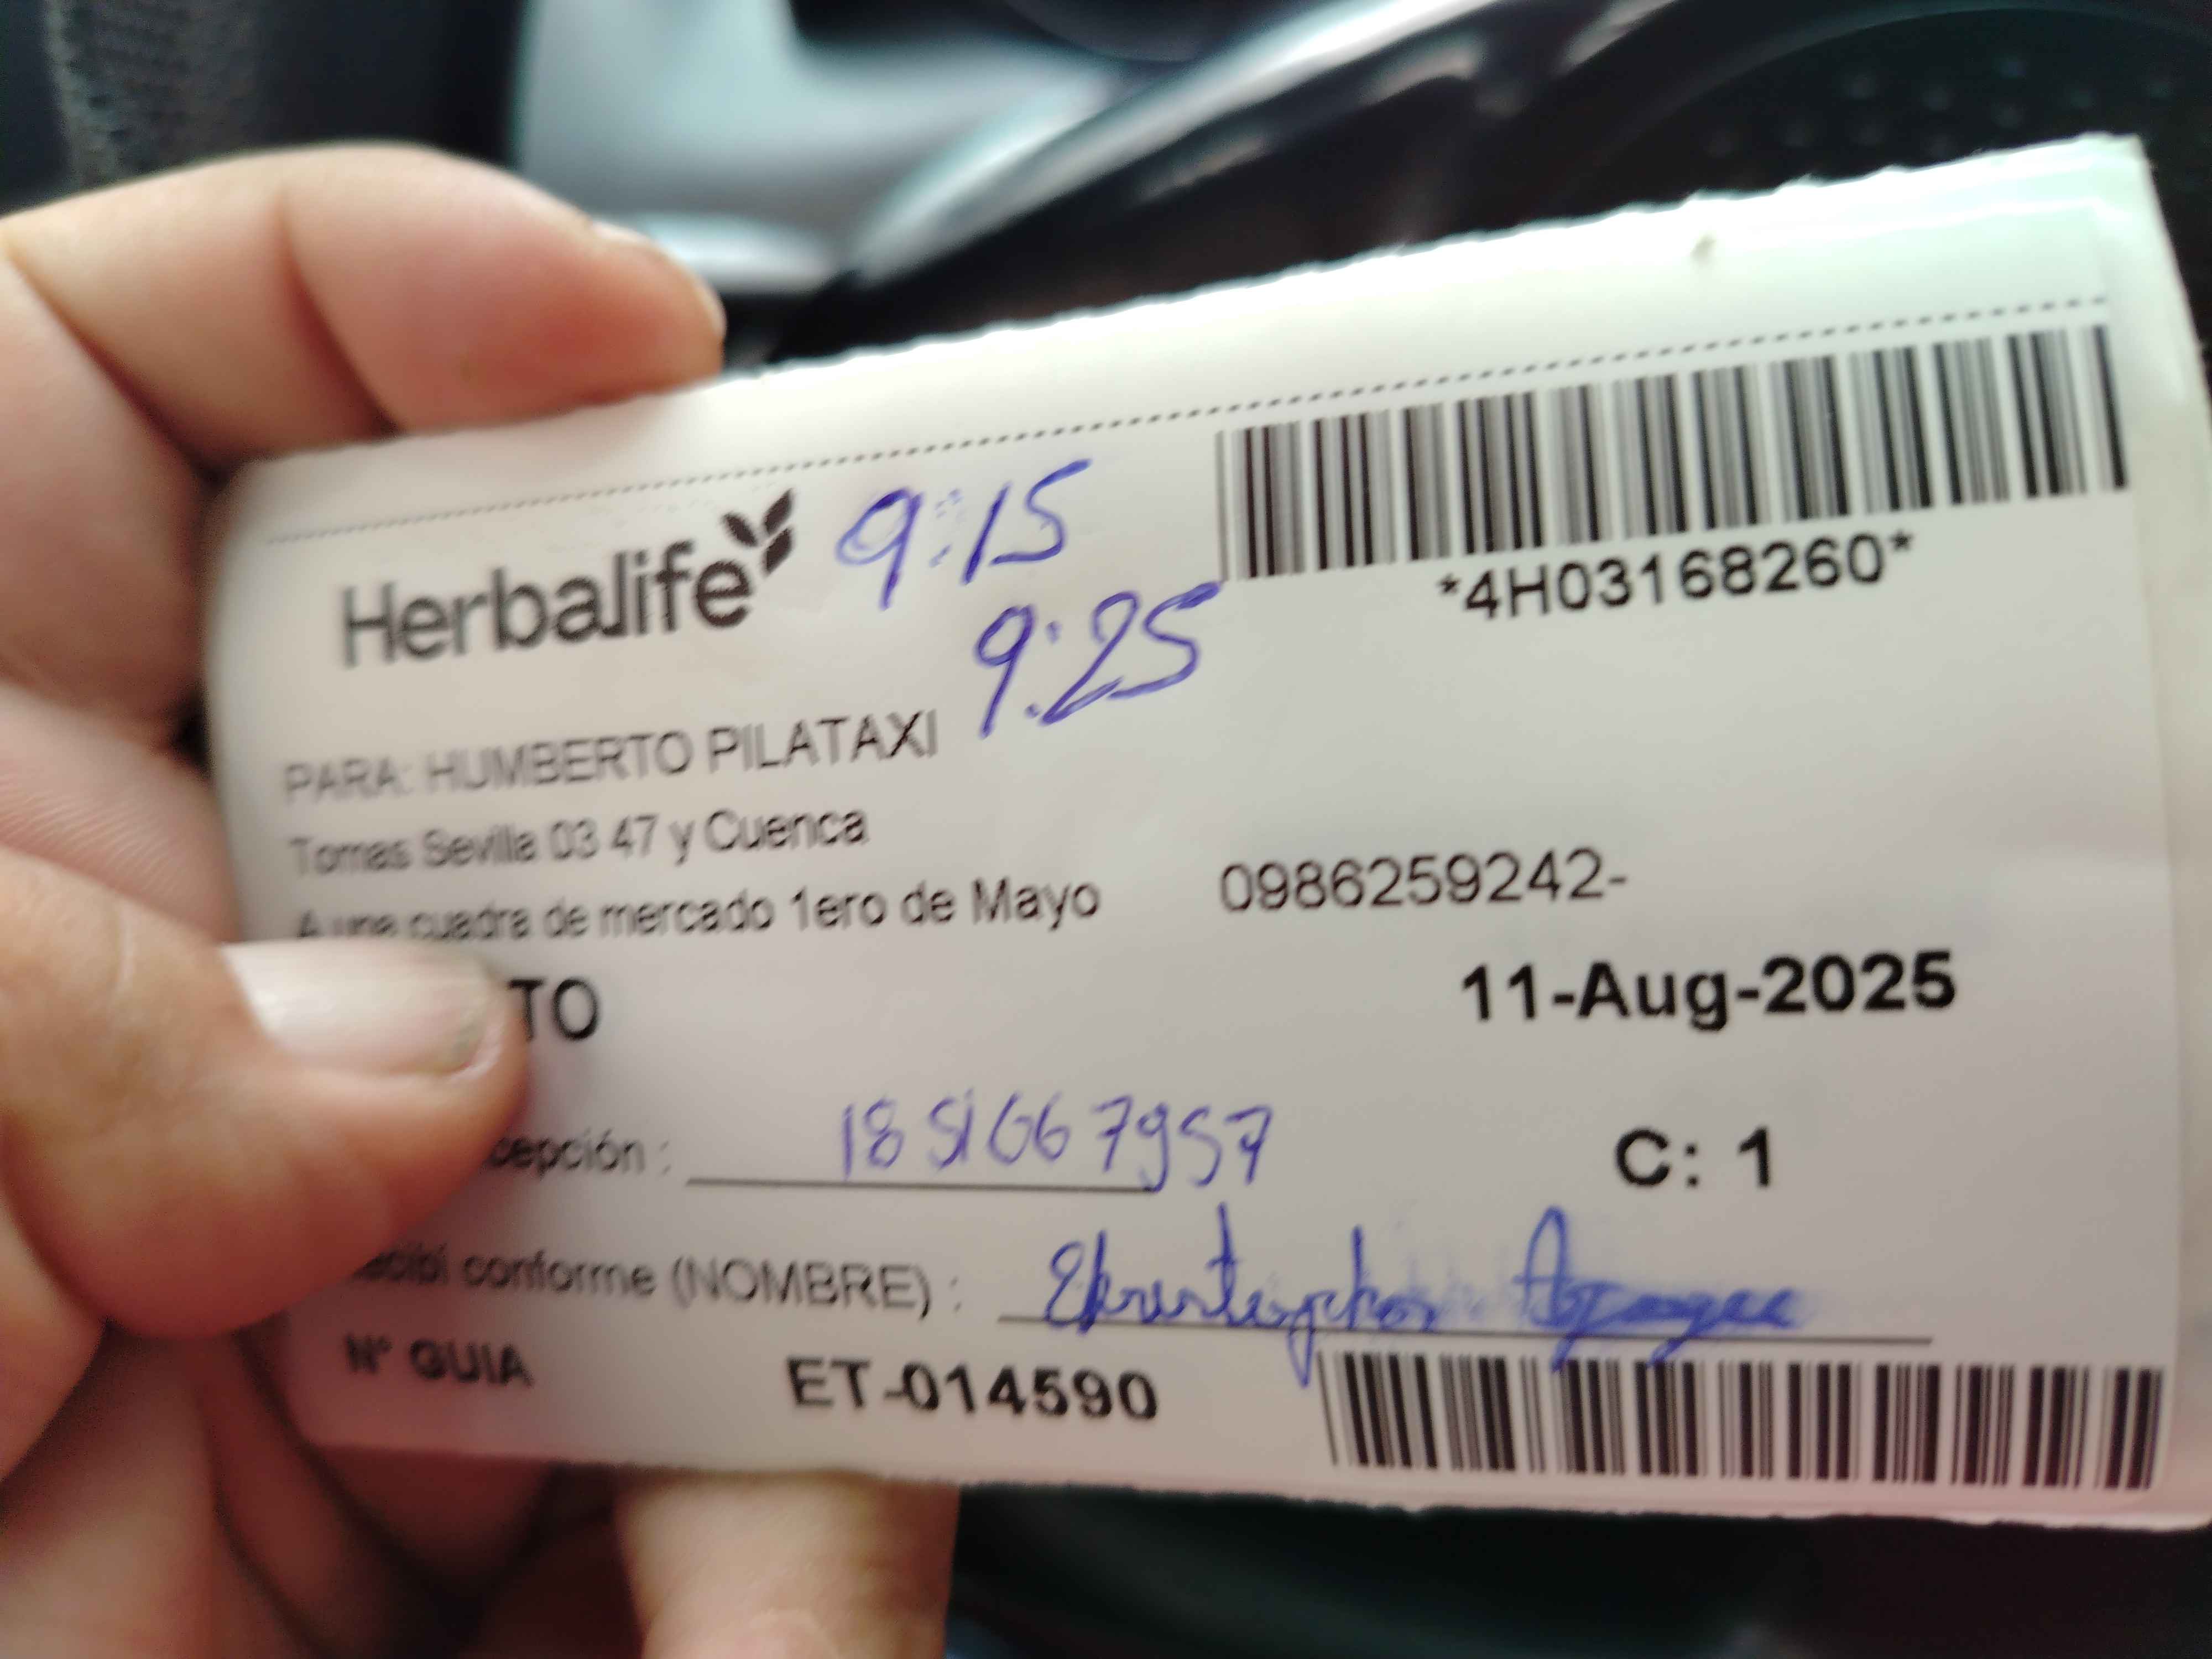 Herbalife 9:15
9:25
*4H03168260*
PARA: HUMBERTO PILATAXI
Tomas Sevilla 03 47 y Cuenca
A una cuadra de mercado 1ero de Mayo 0986259242-
TO 11-Aug-2025
cepción : 1851667957 C: 1
ecibí conforme (NOMBRE) :
N° GUIA ET-014590